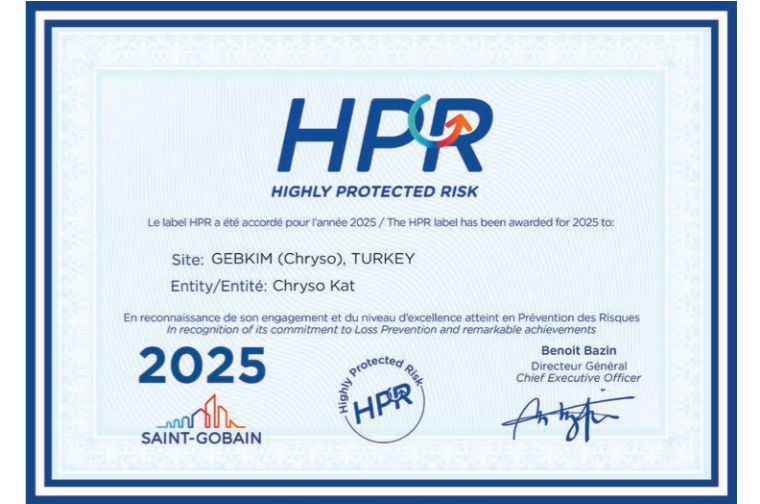 HPR
HIGHLY PROTECTED RISK
Le label HPR a été accordé pour l'année 2025 / The HPR label has been awarded for 2025 to:
Site: GEBKIM (Chryso), TURKEY
Entity/Entité: Chryso Kat
En reconnaissance de son engagement et du niveau d'excellence atteint en Prévention des Risques
In recognition of its commitment to Loss Prevention and remarkable achievements
2025
SAINT-GOBAIN
Highly Protected Risk
HPR
Benoit Bazin
Directeur Général
Chief Executive Officer